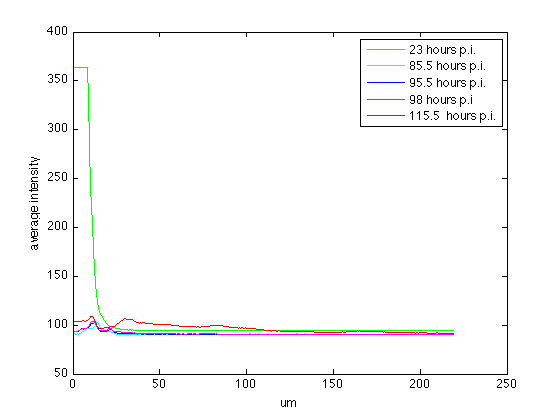 400
350
300
250
200
150
100
50
average intensity
0
50
100
150
200
250
um
23 hours p.i.
85.5 hours p.i.
95.5 hours p.i.
98 hours p.i
115.5  hours p.i.